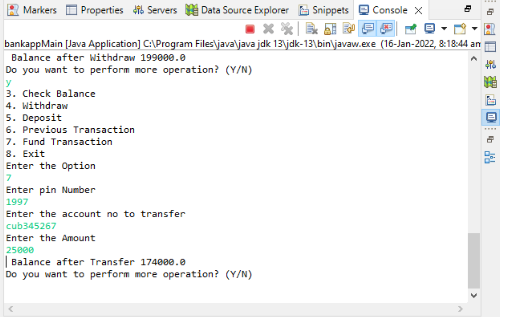 Markers Properties Servers Data Source Explorer Snippets Console
bankappMain [Java Application] C:\Program Files\java\java jdk 13\jdk-13\bin\javaw.exe (16-Jan-2022, 8:18:44 an
Balance after Withdraw 199000.0
Do you want to perform more operation? (Y/N)
y
3. Check Balance
4. Withdraw
5. Deposit
6. Previous Transaction
7. Fund Transaction
8. Exit
Enter the Option
7
Enter pin Number
1997
Enter the account no to transfer
cub345267
Enter the Amount
25000
Balance after Transfer 174000.0
Do you want to perform more operation? (Y/N)